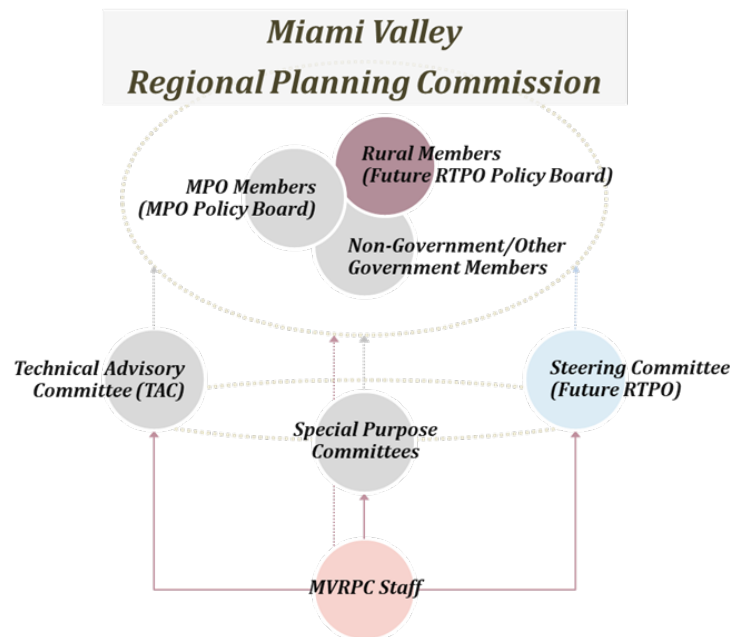 Miami Valley
Regional Planning Commission
Rural Members
(Future RTPO Policy Board)
MPO Members
(MPO Policy Board)
Non-Government/Other
Government Members
Technical Advisory
Committee (TAC)
Steering Committee
(Future RTPO)
Special Purpose
Committees
MVRPC Staff